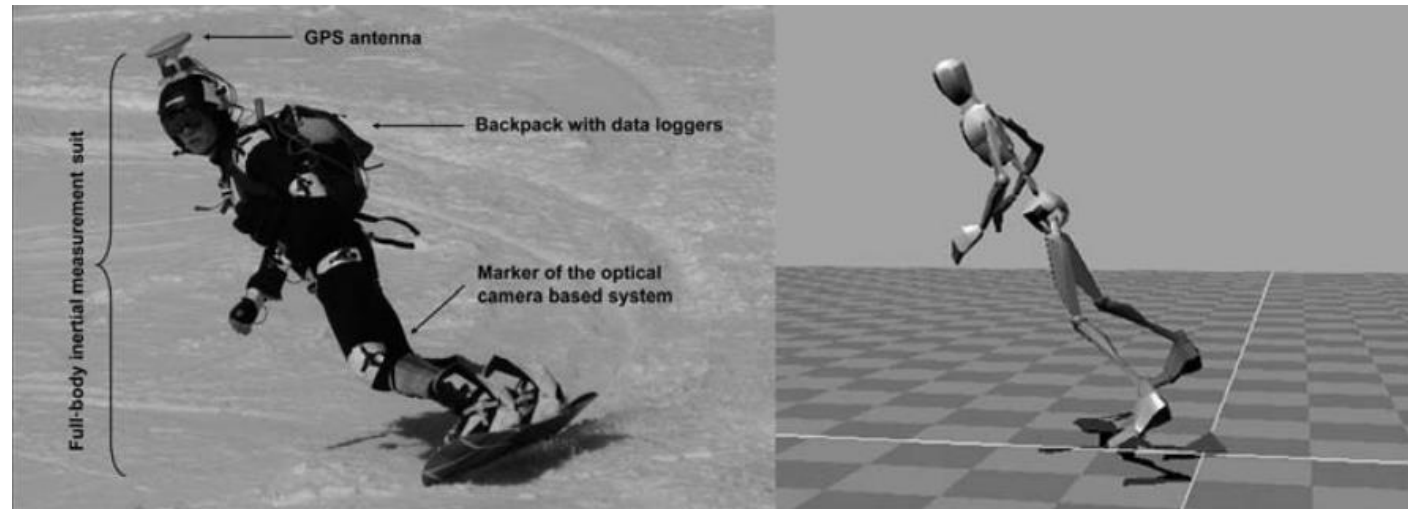 GPS antenna
Backpack with data loggers
Full-body inertial measurement suit
Marker of the optical
camera based system